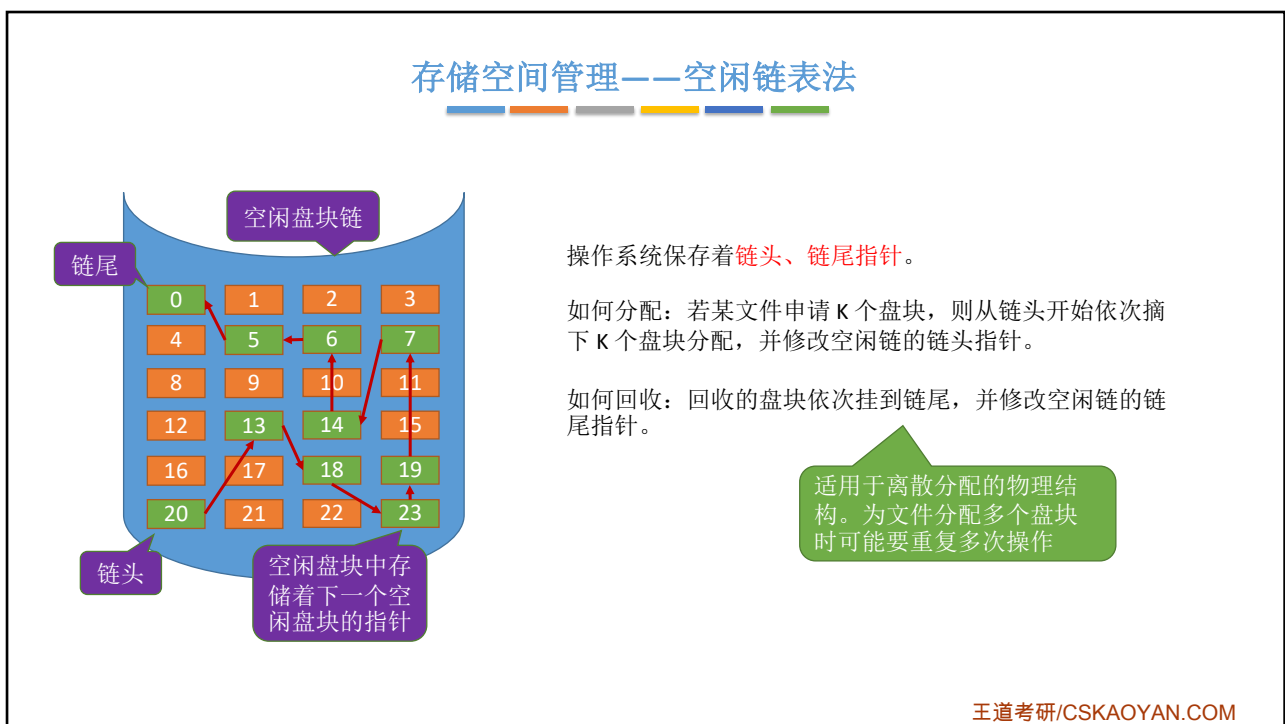 存储空间管理——空闲链表法
空闲盘块链
链尾
0 1 2 3
4 5 6 7
8 9 10 11
12 13 14 15
16 17 18 19
20 21 22 23
链头
空闲盘块中存
储着下一个空
闲盘块的指针
操作系统保存着链头、链尾指针。
如何分配：若某文件申请 K 个盘块，则从链头开始依次摘
下 K 个盘块分配，并修改空闲链的链头指针。
如何回收：回收的盘块依次挂到链尾，并修改空闲链的链
尾指针。
适用于离散分配的物理结
构。为文件分配多个盘块
时可能要重复多次操作
王道考研/CSKAOYAN.COM